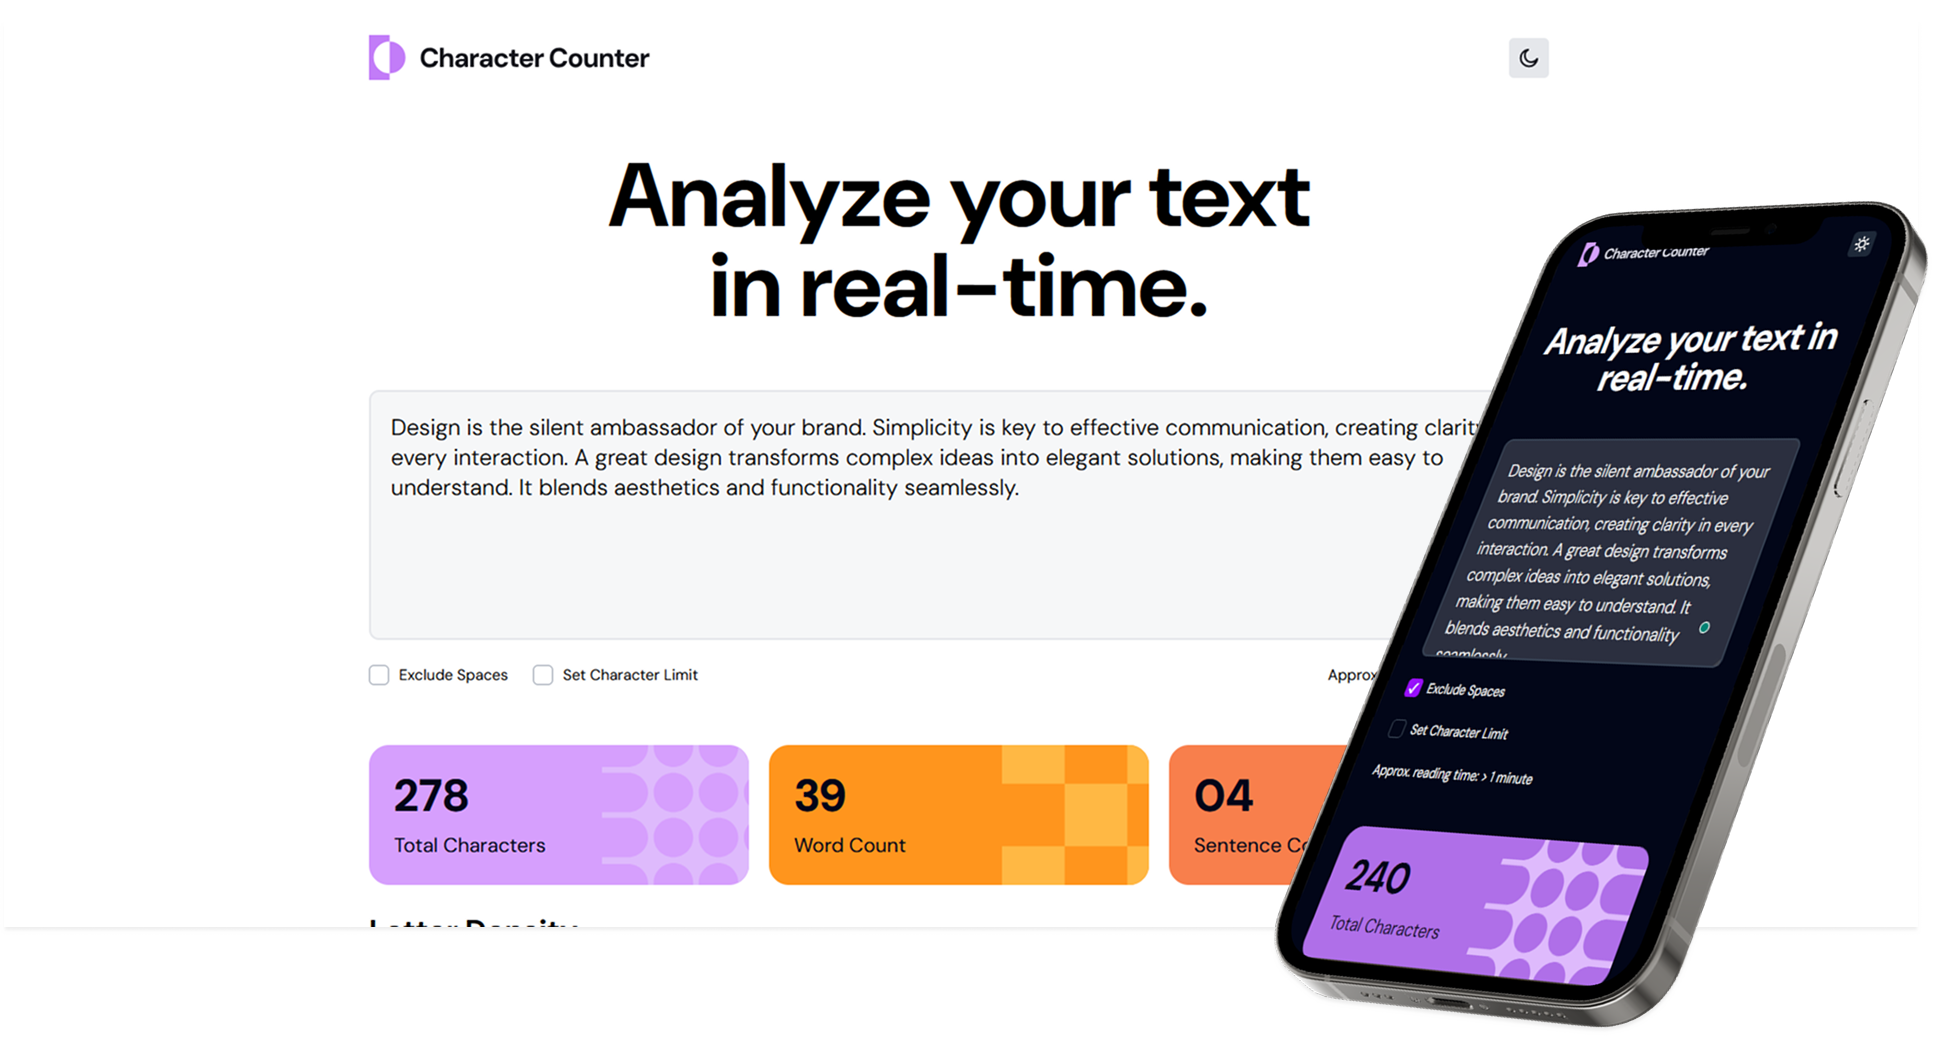 Character Counter
Analyze your text
in real-time.
Design is the silent ambassador of your brand. Simplicity is key to effective communication, creating clarit
every interaction. A great design transforms complex ideas into elegant solutions, making them easy to
understand. It blends aesthetics and functionality seamlessly.
Exclude Spaces
Set Character Limit
Approx
278
Total Characters
39
Word Count
04
Sentence Co
Letter Density
Character Counter
Analyze your text in
real-time.
Design is the silent ambassador of your
brand. Simplicity is key to effective
communication, creating clarity in every
interaction. A great design transforms
complex ideas into elegant solutions,
making them easy to understand. It
blends aesthetics and functionality
seamlessly
Exclude Spaces
Set Character Limit
Approx. reading time: > 1 minute
240
Total Characters